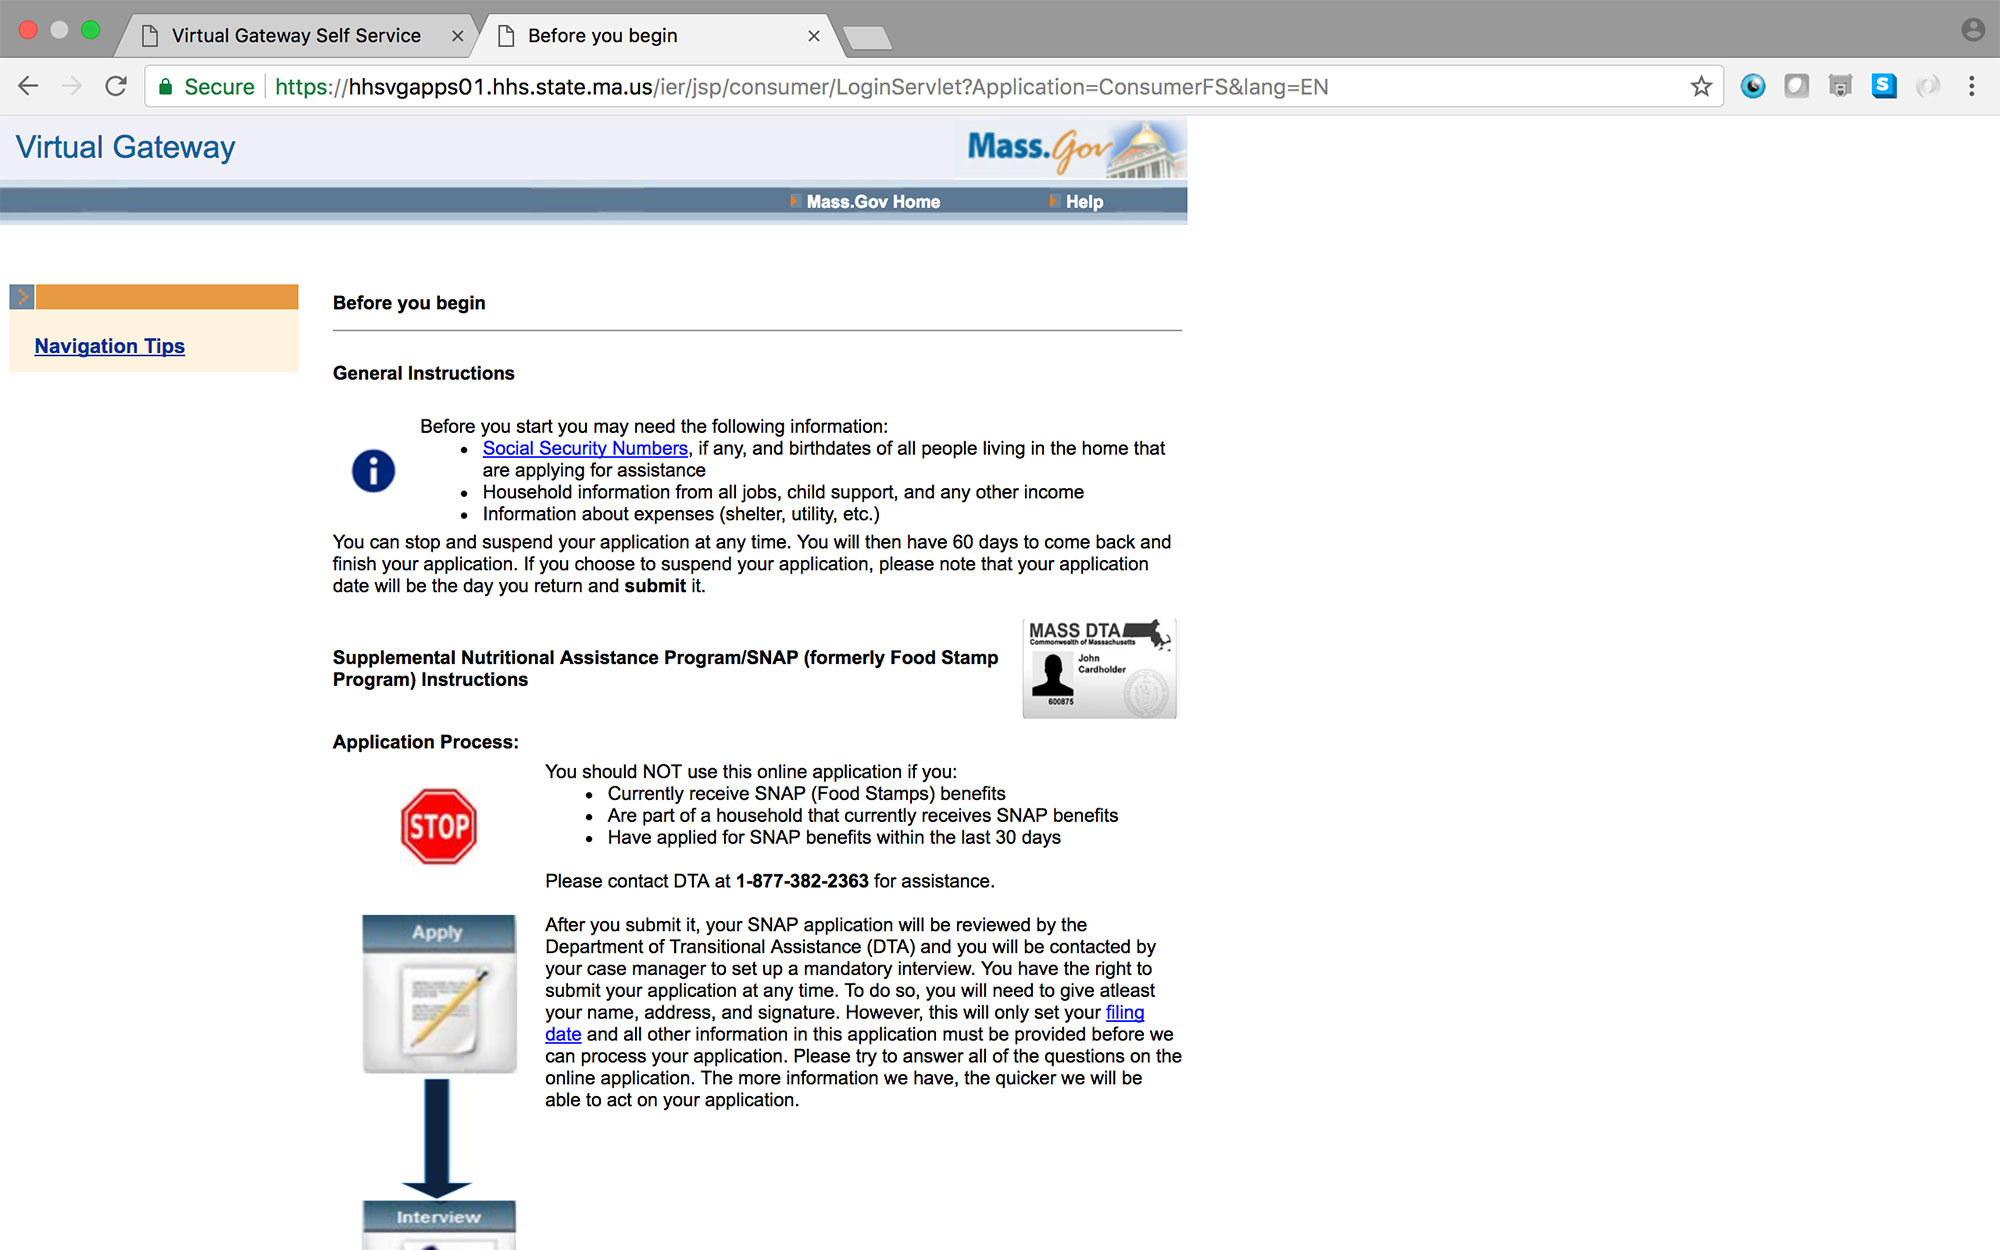 Virtual Gateway Self Service
Before you begin
Secure
https://hhsvgapps01.hhs.state.ma.us/ier/jsp/consumer/LoginServlet?Application=ConsumerFS&lang=EN
S
Virtual Gateway
Mass.Gov
Mass.Gov Home
Help
Navigation Tips
Before you begin
General Instructions
Before you start you may need the following information:
• Social Security Numbers, if any, and birthdates of all people living in the home that
are applying for assistance
• Household information from all jobs, child support, and any other income
• Information about expenses (shelter, utility, etc.)
You can stop and suspend your application at any time. You will then have 60 days to come back and
finish your application. If you choose to suspend your application, please note that your application
date will be the day you return and submit it.
Supplemental Nutritional Assistance Program/SNAP (formerly Food Stamp
Program) Instructions
MASS DTA
Commonwealth of Massachusetts
John
Cardholder
600875
Application Process:
STOP
You should NOT use this online application if you:
• Currently receive SNAP (Food Stamps) benefits
• Are part of a household that currently receives SNAP benefits
• Have applied for SNAP benefits within the last 30 days
Please contact DTA at 1-877-382-2363 for assistance.
Apply
After you submit it, your SNAP application will be reviewed by the
Department of Transitional Assistance (DTA) and you will be contacted by
your case manager to set up a mandatory interview. You have the right to
submit your application at any time. To do so, you will need to give atleast
your name, address, and signature. However, this will only set your filing
date and all other information in this application must be provided before we
can process your application. Please try to answer all of the questions on the
online application. The more information we have, the quicker we will be
able to act on your application.
Interview